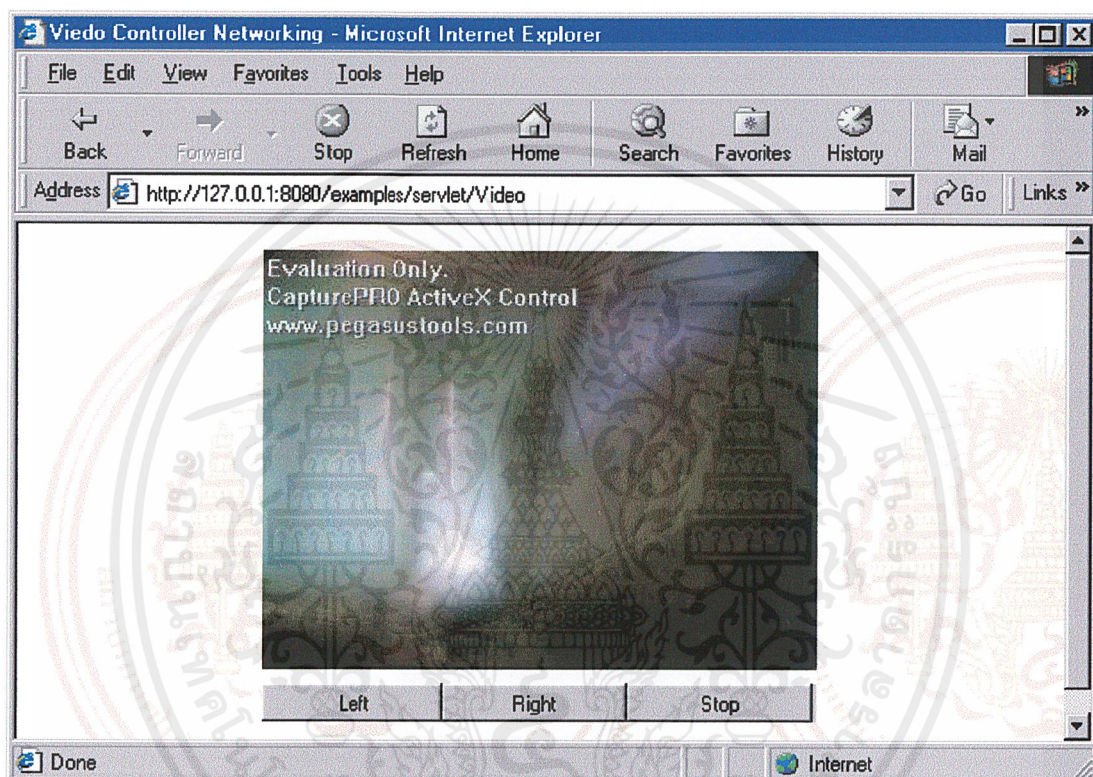 Viedo Controller Networking - Microsoft Internet Explorer
File Edit View Favorites Tools Help
Back Forward Stop Refresh Home Search Favorites History Mail »
Address http://127.0.0.1:8080/examples/servlet/Video Go Links »
Evaluation Only.
CapturePRO ActiveX Control
www.pegasustools.com
Left Right Stop
Done Internet